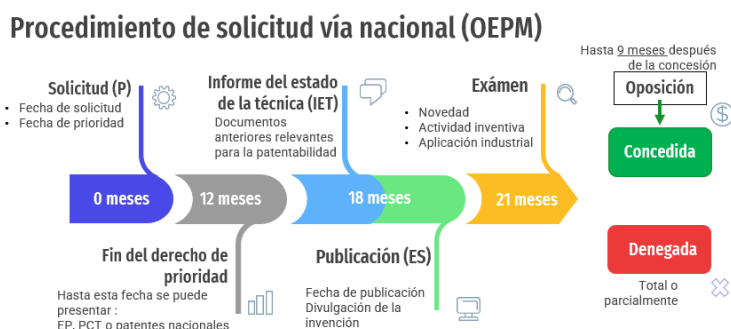 Procedimiento de solicitud vía nacional (OEPM)
Solicitud (P)
• Fecha de solicitud
• Fecha de prioridad
Informe del estado
de la técnica (IET)
Documentos
anteriores relevantes
para la patentabilidad
Exámen
• Novedad
• Actividad inventiva
• Aplicación industrial
Hasta 9 meses después
de la concesión
Oposición
Concedida
0 meses
12 meses
18 meses
21 meses
Fin del derecho de
prioridad
Hasta esta fecha se puede
presentar :
EP, PCT o patentes nacionales
Publicación (ES)
Fecha de publicación
Divulgación de la
invención
Denegada
Total o
parcialmente